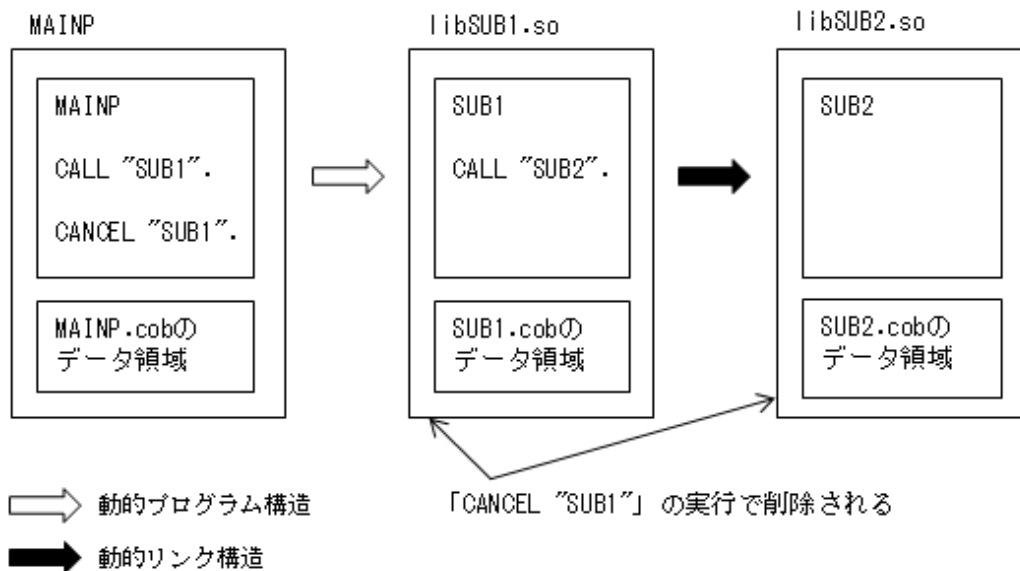 MAINP
MAINP
CALL "SUB1".
CANCEL "SUB1".
MAINP.cobの
データ領域
libSUB1.so
SUB1
CALL "SUB2".
SUB1.cobの
データ領域
libSUB2.so
SUB2
SUB2.cobの
データ領域
動的プログラム構造
動的リンク構造
「CANCEL "SUB1"」の実行で削除される